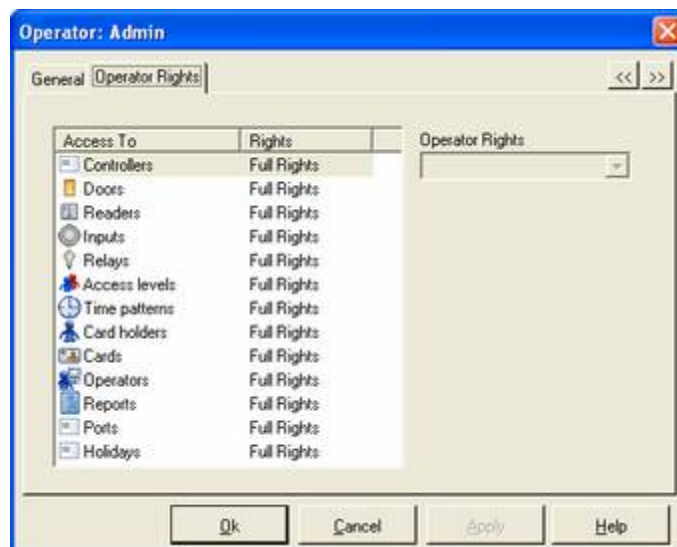 Operator: Admin
General Operator Rights << >>
Access To Rights Operator Rights
Controllers Full Rights
Doors Full Rights
Readers Full Rights
Inputs Full Rights
Relays Full Rights
Access levels Full Rights
Time patterns Full Rights
Card holders Full Rights
Cards Full Rights
Operators Full Rights
Reports Full Rights
Ports Full Rights
Holidays Full Rights
Ok Cancel Apply Help